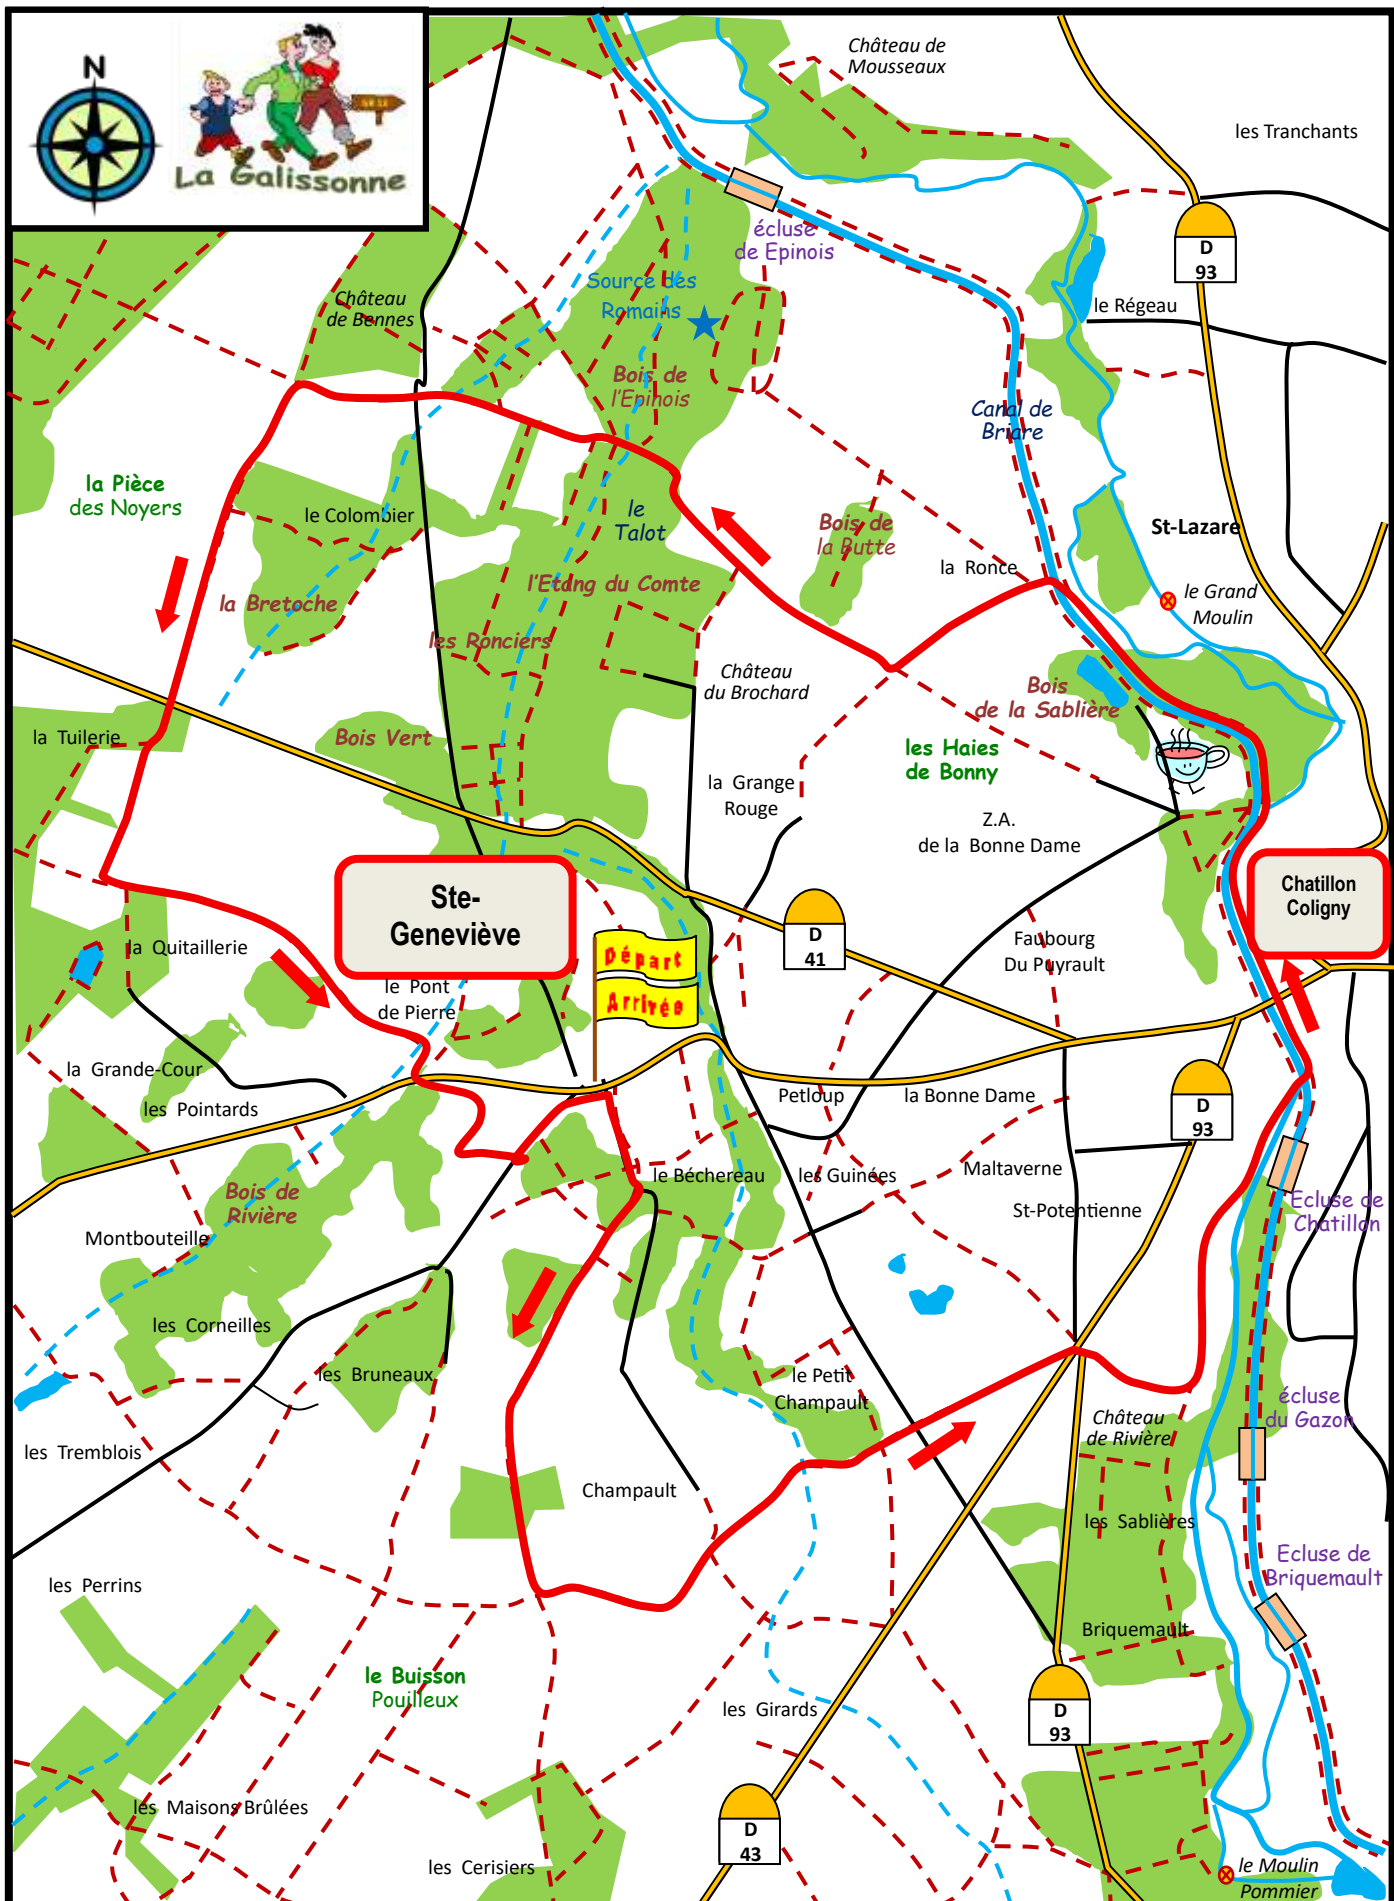 N
GR 13
La Galissonne
Château de
Mousseaux
les Tranchants
écluse
de Epinois
D
93
Source des
Romains
Château
de Bennes
le Régeau
Bois de
l'Epinois
Canal de
Briare
la Pièce
des Noyers
le Colombier
le
Talot
Bois de
la Butte
St-Lazare
la Ronce
l'Etang du Comte
la Bretoche
le Grand
Moulin
les Ronciers
Château
du Brochard
Bois
de la Sablière
la Tuilerie
Bois Vert
les Haies
de Bonny
la Grange
Rouge
Z.A.
de la Bonne Dame
Ste-
Geneviève
Chatillon
Coligny
D
41
Faubourg
Du Puyrault
la Quitaillerie
Départ
Arrivée
le Pont
de Pierre
la Grande-Cour
les Pointards
Petloup
la Bonne Dame
D
93
le Béchereau
les Guinées
Maltaverne
St-Potentienne
Ecluse de
Chatillon
Bois de
Rivière
Montbouteille
les Corneilles
les Bruneaux
le Petit
Champault
écluse
du Gazon
Château
de Rivière
les Tremblois
Champault
les Sablières
Ecluse de
Briquemault
les Perrins
Briquemault
le Buisson
Pouilleux
les Girards
D
93
les Maisons Brûlées
D
43
les Cerisiers
le Moulin
Pommier